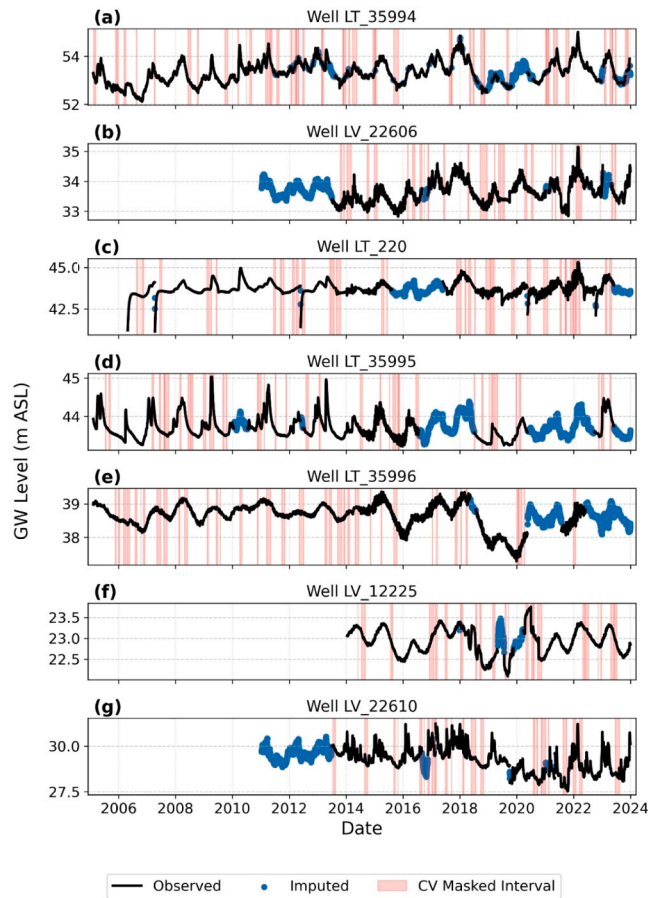 (a) Well LT_35994
54
52
(b) Well LV_22606
35
34
33
(c) Well LT_220
45.0
42.5
(d) Well LT_35995
45
44
(e) Well LT_35996
39
38
(f) Well LV_12225
23.5
23.0
22.5
(g) Well LV_22610
30.0
27.5
GW Level (m ASL)
2006 2008 2010 2012 2014 2016 2018 2020 2022 2024
Date
Observed Imputed CV Masked Interval